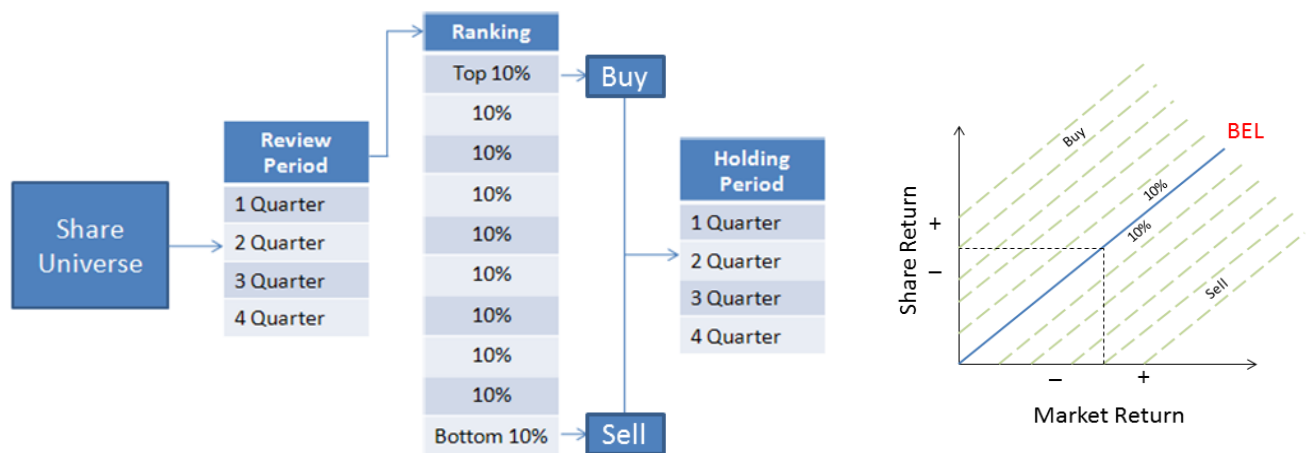 Share
Universe
Review
Period
1 Quarter
2 Quarter
3 Quarter
4 Quarter
Ranking
Top 10%
10%
10%
10%
10%
10%
10%
10%
10%
Bottom 10%
Buy
Sell
Holding
Period
1 Quarter
2 Quarter
3 Quarter
4 Quarter
BEL
Buy
10%
10%
Sell
Share Return
+
–
–
+
Market Return